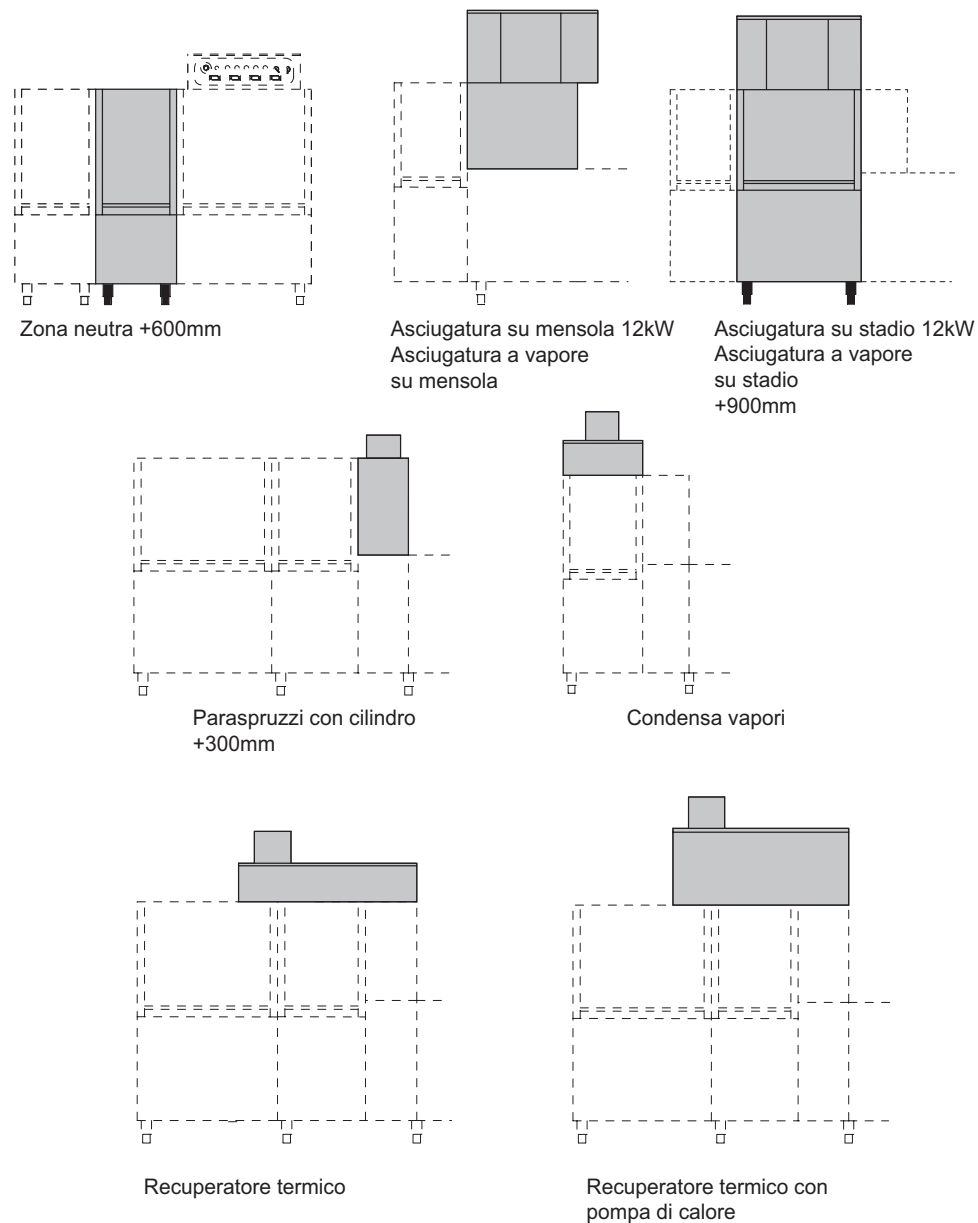 Zona neutra +600mm
Asciugatura su mensola 12kW
Asciugatura a vapore
su mensola
Asciugatura su stadio 12kW
Asciugatura a vapore
su stadio
+900mm
Paraspruzzi con cilindro
+300mm
Condensa vapori
Recuperatore termico
Recuperatore termico con
pompa di calore